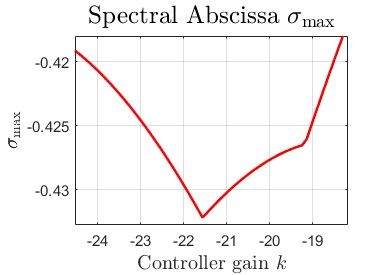 Spectral Abscissa σmax
-0.42
-0.425
-0.43
σmax
-24 -23 -22 -21 -20 -19
Controller gain k